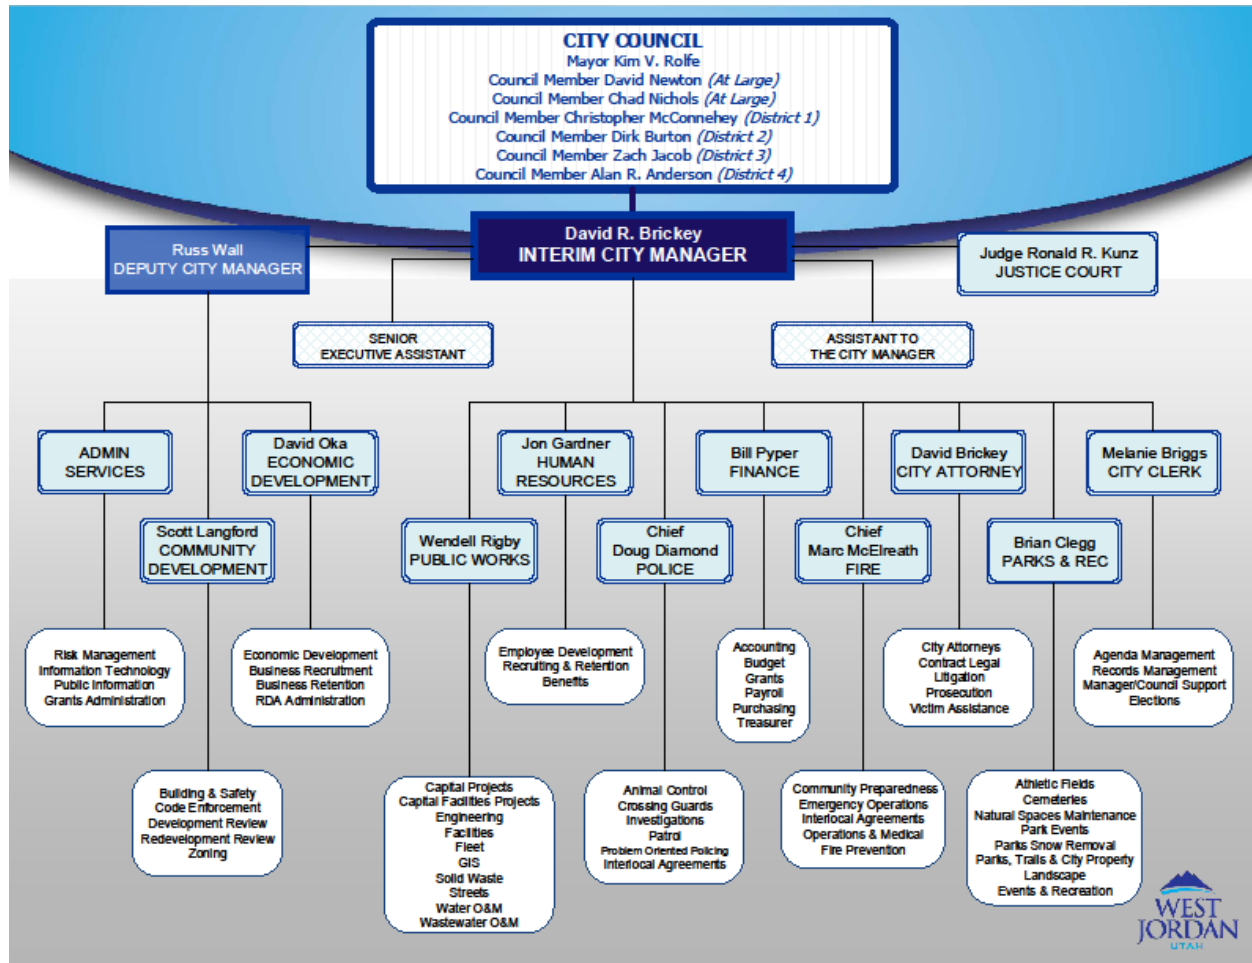 CITY COUNCIL
Mayor Kim V. Rolfe
Council Member David Newton (At Large)
Council Member Chad Nichols (At Large)
Council Member Christopher McConnehey (District 1)
Council Member Dirk Burton (District 2)
Council Member Zach Jacob (District 3)
Council Member Alan R. Anderson (District 4)
David R. Brickey
INTERIM CITY MANAGER
Russ Wall
DEPUTY CITY MANAGER
Judge Ronald R. Kunz
JUSTICE COURT
SENIOR
EXECUTIVE ASSISTANT
ASSISTANT TO
THE CITY MANAGER
ADMIN
SERVICES
David Oka
ECONOMIC
DEVELOPMENT
Jon Gardner
HUMAN
RESOURCES
Bill Pyper
FINANCE
David Brickey
CITY ATTORNEY
Melanie Briggs
CITY CLERK
Scott Langford
COMMUNITY
DEVELOPMENT
Wendell Rigby
PUBLIC WORKS
Chief
Doug Diamond
POLICE
Chief
Marc McElreath
FIRE
Brian Clegg
PARKS & REC
Risk Management
Information Technology
Public Information
Grants Administration
Economic Development
Business Recruitment
Business Retention
RDA Administration
Employee Development
Recruiting & Retention
Benefits
Accounting
Budget
Grants
Payroll
Purchasing
Treasurer
City Attorneys
Contract Legal
Litigation
Prosecution
Victim Assistance
Agenda Management
Records Management
Manager/Council Support
Elections
Building & Safety
Code Enforcement
Development Review
Redevelopment Review
Zoning
Capital Projects
Capital Facilities Projects
Engineering
Facilities
Fleet
GIS
Solid Waste
Streets
Water O&M
Wastewater O&M
Animal Control
Crossing Guards
Investigations
Patrol
Problem Oriented Policing
Interlocal Agreements
Community Preparedness
Emergency Operations
Interlocal Agreements
Operations & Medical
Fire Prevention
Athletic Fields
Cemeteries
Natural Spaces Maintenance
Park Events
Parks Snow Removal
Parks, Trails & City Property
Landscape
Events & Recreation
WEST
JORDAN
UTAH